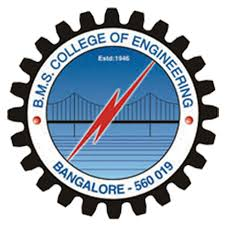 B.M.S. COLLEGE OF ENGINEERING
Estd:1946
BANGALORE - 560 019